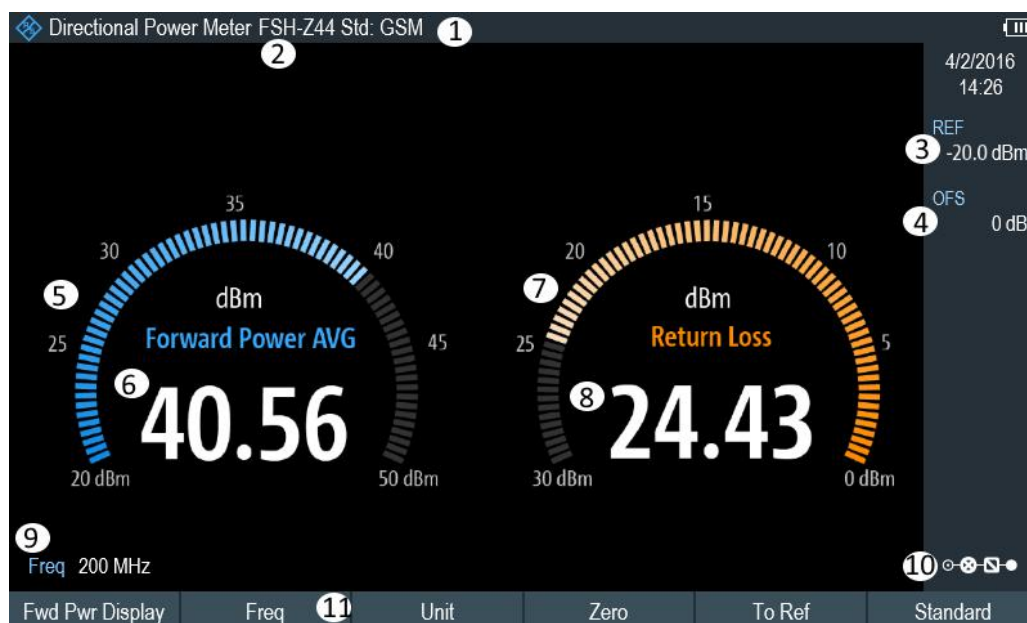 Directional Power Meter FSH-Z44 Std: GSM 1
2
4/2/2016
14:26
REF
3 -20.0 dBm
OFS
4 0 dB
35
30 40
5
dBm
25 Forward Power AVG 45
6 40.56
20 dBm 50 dBm
15
20 10
7
dBm
25 Return Loss 5
8 24.43
30 dBm 0 dBm
9
Freq 200 MHz
10
Fwd Pwr Display Freq 11 Unit Zero To Ref Standard